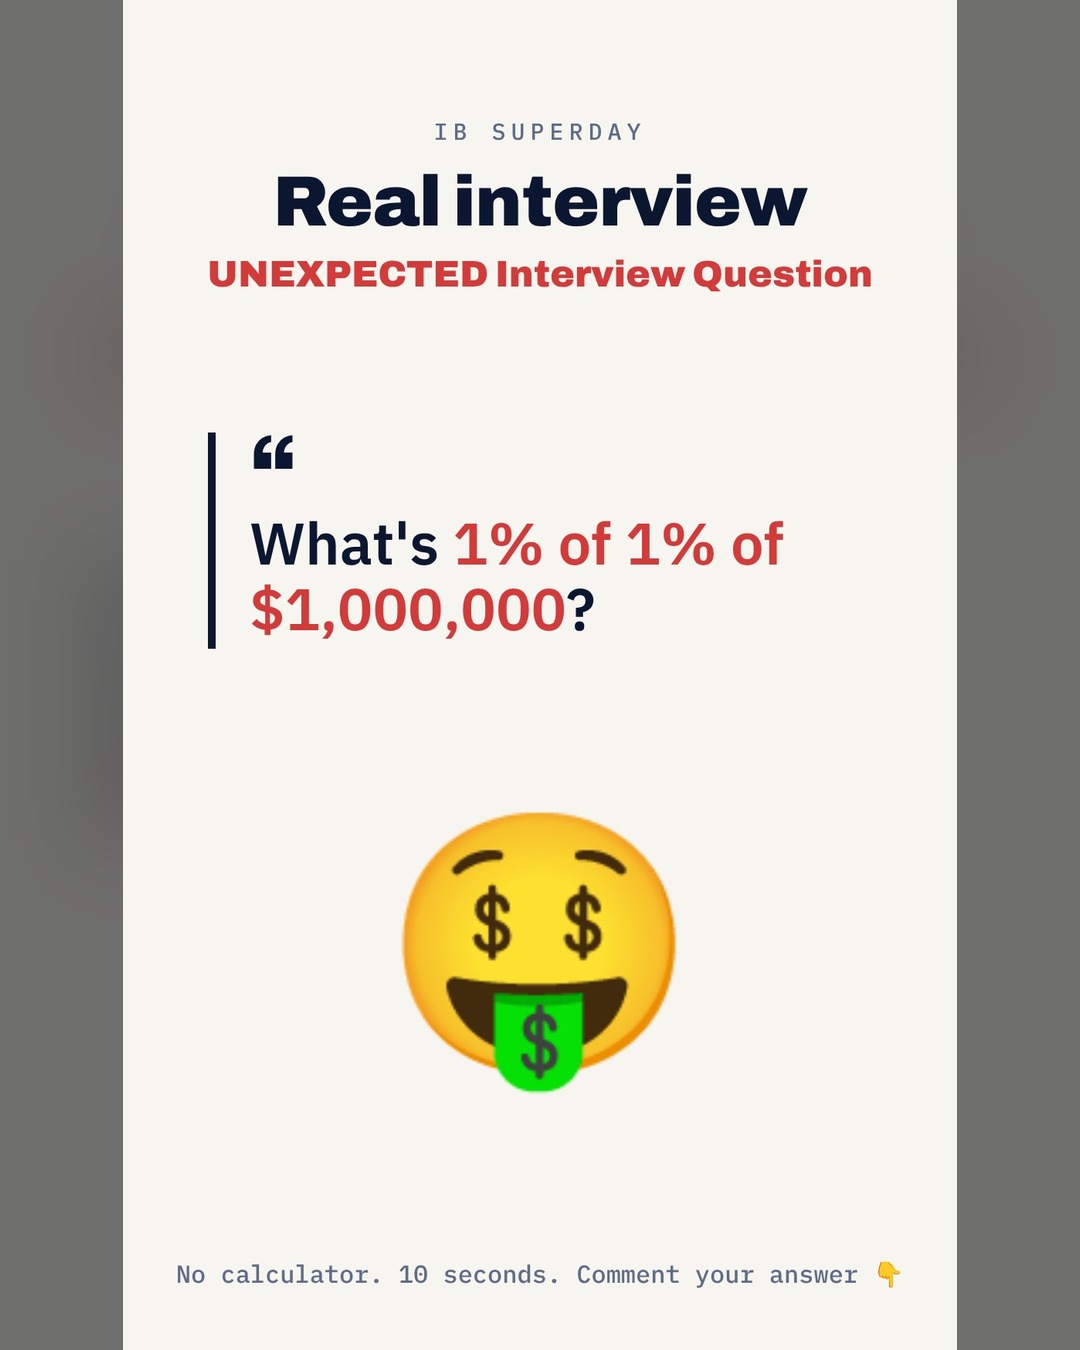 IB SUPERDAY
Real interview
UNEXPECTED Interview Question
“
What's 1% of 1% of
$1,000,000?
$ $
$
No calculator. 10 seconds. Comment your answer 👇